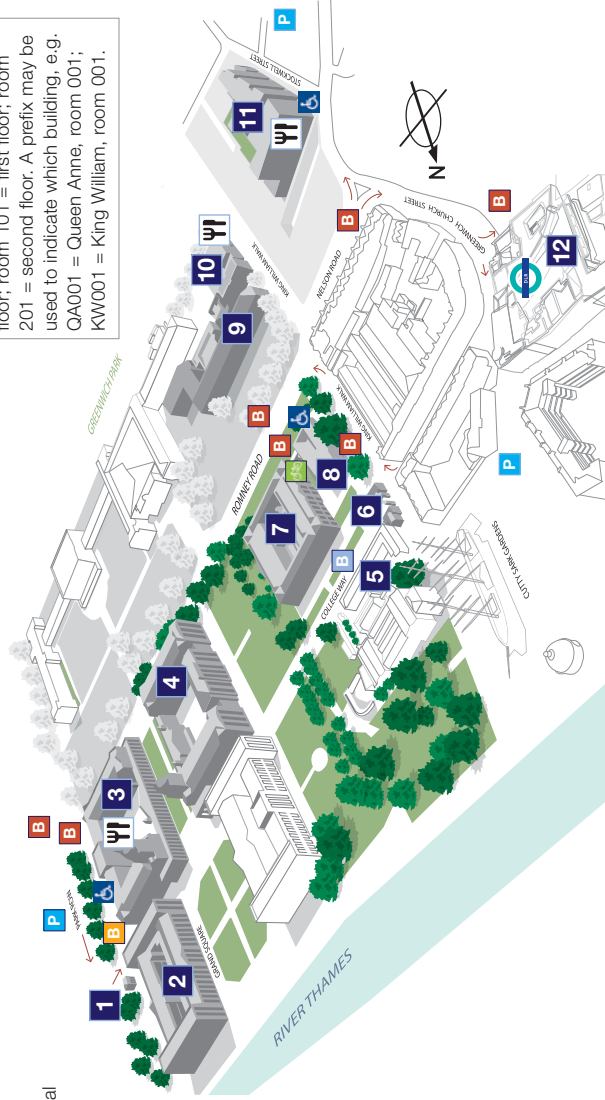 floor; room 101 = first floor; room
201 = second floor. A prefix may be
used to indicate which building, e.g.
QA001 = Queen Anne, room 001;
KW001 = King William, room 001.
al
P
STOCKWELL STREET
11
B
GREENWICH CHURCH STREET
N
B
DLR
12
10
9
KING WILLIAM WALK
NELSON ROAD
GREENWICH PARK
ROMNEY ROAD
B
B
B
KING WILLIAM WALK
8
7
6
P
B
5
COLLEGE WAY
CUTTY SARK GARDENS
4
3
B
B
P
PARK ROW
B
1
2
GRAND SQUARE
RIVER THAMES